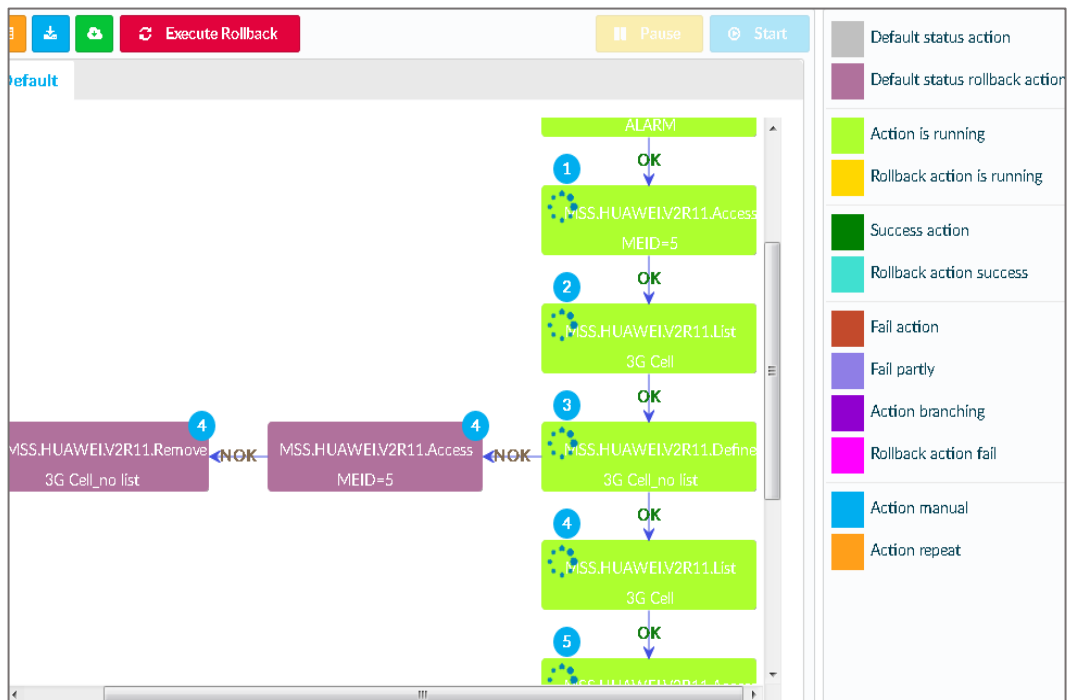 Execute Rollback
Pause
Start
Default
ALARM
OK
1
MSS.HUAWEI.V2R11.Access
MEID=5
OK
2
MSS.HUAWEI.V2R11.List
3G Cell
OK
3
MSS.HUAWEI.V2R11.Define
3G Cell_no list
NOK
4
MSS.HUAWEI.V2R11.Access
MEID=5
NOK
4
MSS.HUAWEI.V2R11.Remove
3G Cell_no list
OK
4
MSS.HUAWEI.V2R11.List
3G Cell
OK
5
MSS.HUAWEI.V2R11.Access
Default status action
Default status rollback action
Action is running
Rollback action is running
Success action
Rollback action success
Fail action
Fail partly
Action branching
Rollback action fail
Action manual
Action repeat